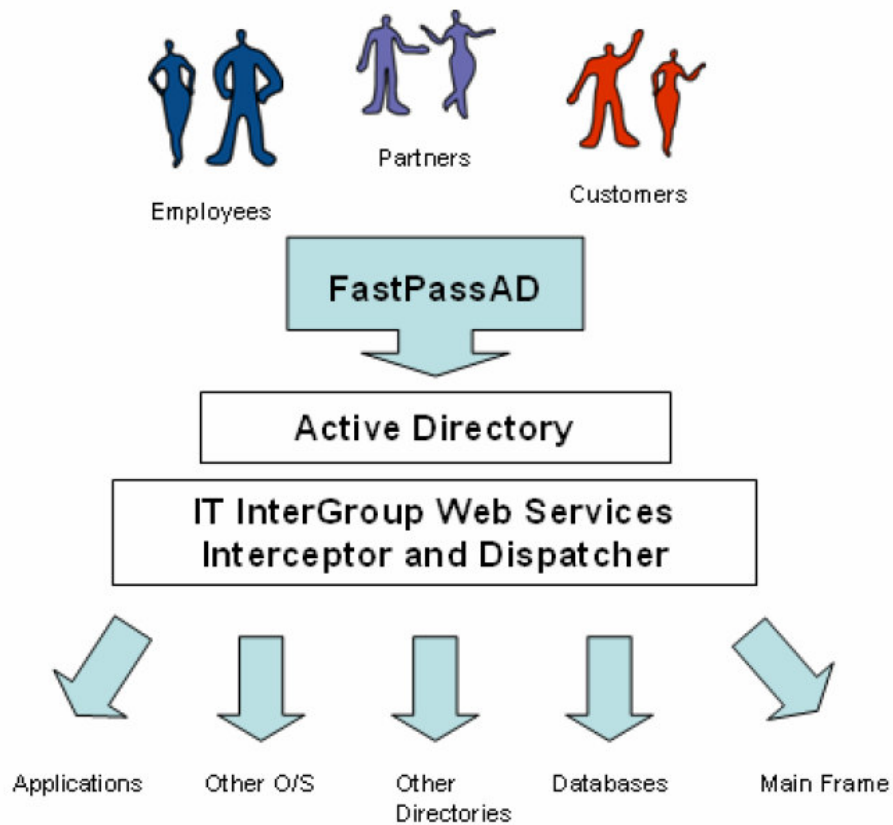 Partners
Employees
Customers
FastPassAD
Active Directory
IT InterGroup Web Services
Interceptor and Dispatcher
Applications
Other O/S
Other
Directories
Databases
Main Frame